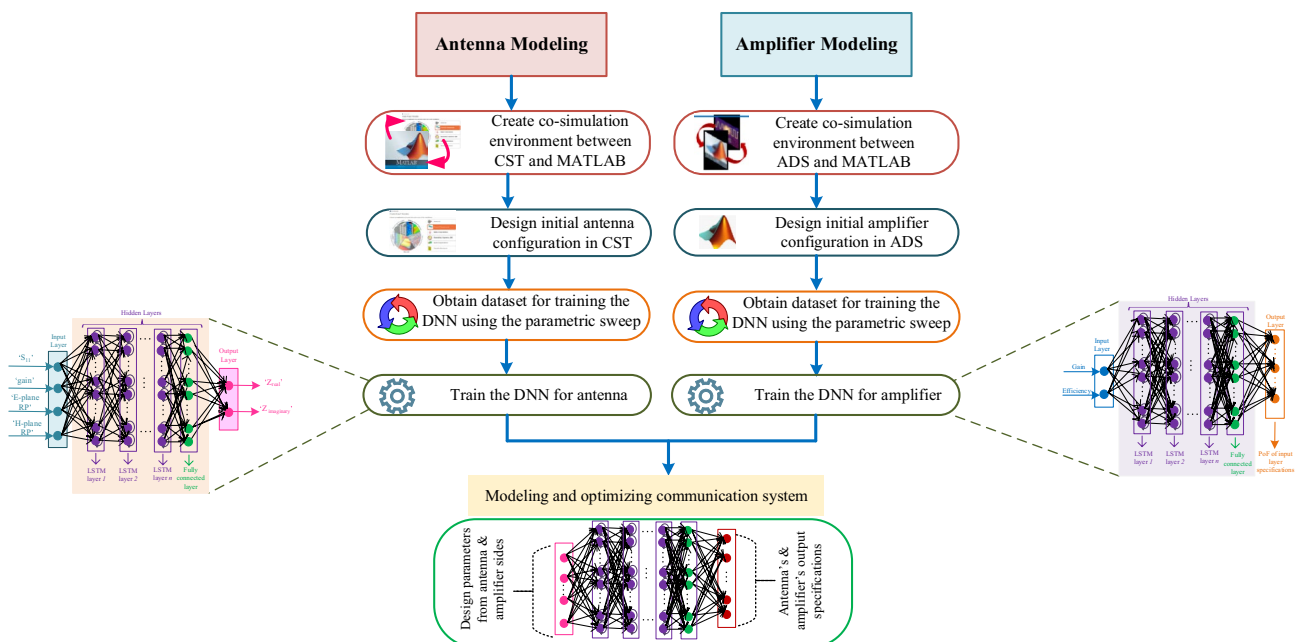 Antenna Modeling
Amplifier Modeling
Create co-simulation
environment between
CST and MATLAB
MATLAB
Create co-simulation
environment between
ADS and MATLAB
Design initial antenna
configuration in CST
Design initial amplifier
configuration in ADS
Obtain dataset for training the
DNN using the parametric sweep
Obtain dataset for training the
DNN using the parametric sweep
Train the DNN for antenna
Train the DNN for amplifier
Hidden Layers
Input
Layer
Output
Layer
'S11'
'gain'
'E-plane
RP'
'H-plane
RP'
'Zreal'
'Zimaginary'
LSTM
layer 1
LSTM
layer 2
LSTM
layer n
Fully
connected
layer
Hidden Layers
Input
Layer
Output
Layer
Gain
Efficiency
LSTM
layer 1
LSTM
layer 2
LSTM
layer n
Fully
connected
layer
PoF of input
layer
specifications
Modeling and optimizing communication system
Design parameters
from antenna &
amplifier sides
Antenna's &
amplifier's output
specifications